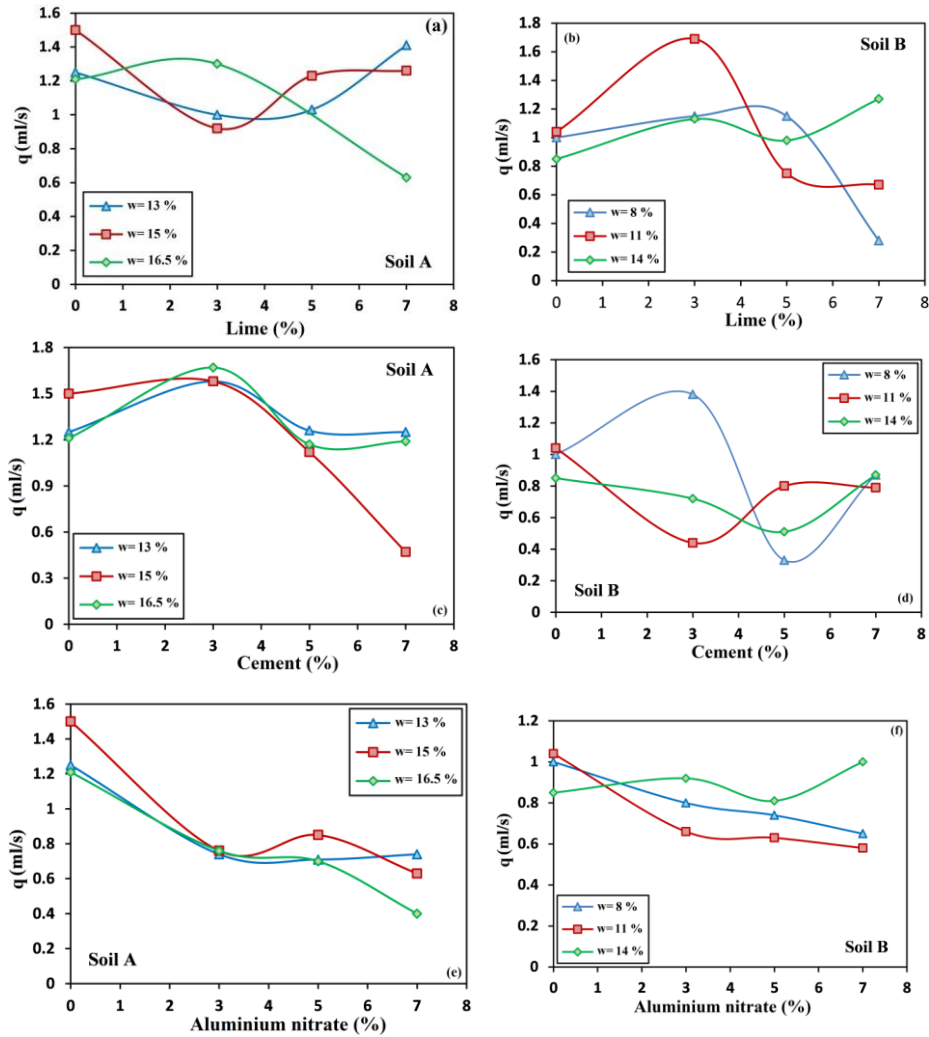 (a)
1.6
1.4
1.2
1
0.8
0.6
0.4
0.2
0
q (ml/s)
w= 13 %
w= 15 %
w= 16.5 %
Soil A
0 1 2 3 4 5 6 7 8
Lime (%)
(b)
Soil B
1.8
1.6
1.4
1.2
1
0.8
0.6
0.4
0.2
0
q (ml/s)
w= 8 %
w= 11 %
w= 14 %
0 1 2 3 4 5 6 7 8
Lime (%)
Soil A
1.8
1.5
1.2
0.9
0.6
0.3
0
q (ml/s)
w= 13 %
w= 15 %
w= 16.5 %
(c)
0 1 2 3 4 5 6 7 8
Cement (%)
1.6
1.4
1.2
1
0.8
0.6
0.4
0.2
0
q (ml/s)
w= 8 %
w= 11 %
w= 14 %
Soil B
(d)
0 1 2 3 4 5 6 7 8
Cement (%)
1.6
1.4
1.2
1
0.8
0.6
0.4
0.2
0
q (ml/s)
w= 13 %
w= 15 %
w= 16.5 %
Soil A
(e)
0 1 2 3 4 5 6 7 8
Aluminium nitrate (%)
(f)
1.2
1
0.8
0.6
0.4
0.2
0
q (ml/s)
w= 8 %
w= 11 %
w= 14 %
Soil B
0 1 2 3 4 5 6 7 8
Aluminium nitrate (%)